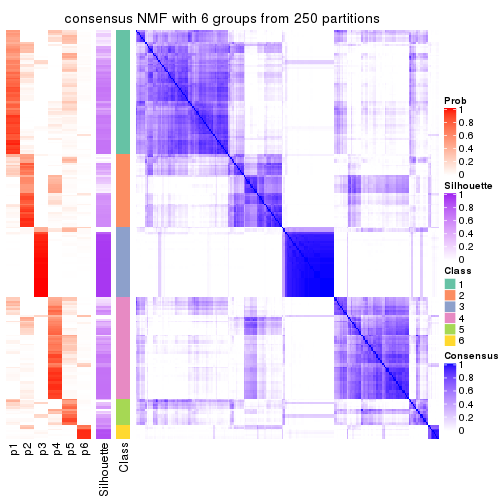 consensus NMF with 6 groups from 250 partitions
Prob
1
0.8
0.6
0.4
0.2
0
Silhouette
1
0.8
0.6
0.4
0.2
0
Class
1
2
3
4
5
6
Consensus
1
0.8
0.6
0.4
0.2
0
p1
p2
p3
p4
p5
p6
Silhouette
Class